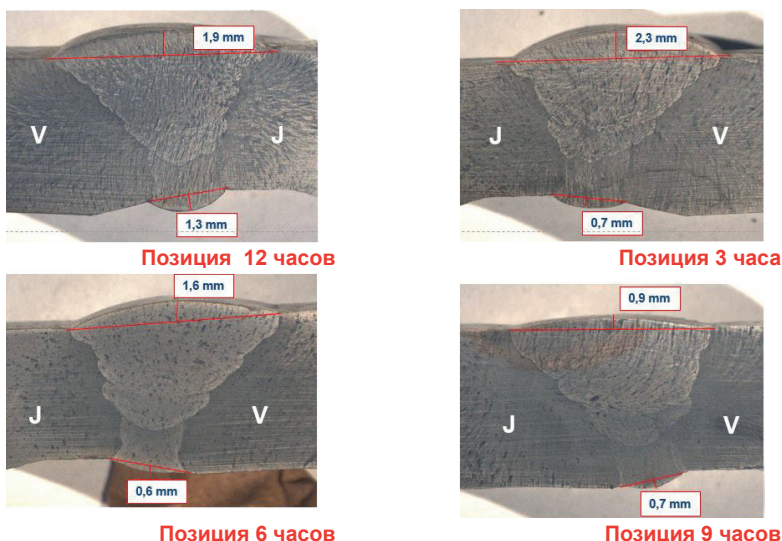 1,9 mm
V
J
1,3 mm
Позиция 12 часов
2,3 mm
J
V
0,7 mm
Позиция 3 часа
1,6 mm
J
V
0,6 mm
Позиция 6 часов
0,9 mm
J
V
0,7 mm
Позиция 9 часов